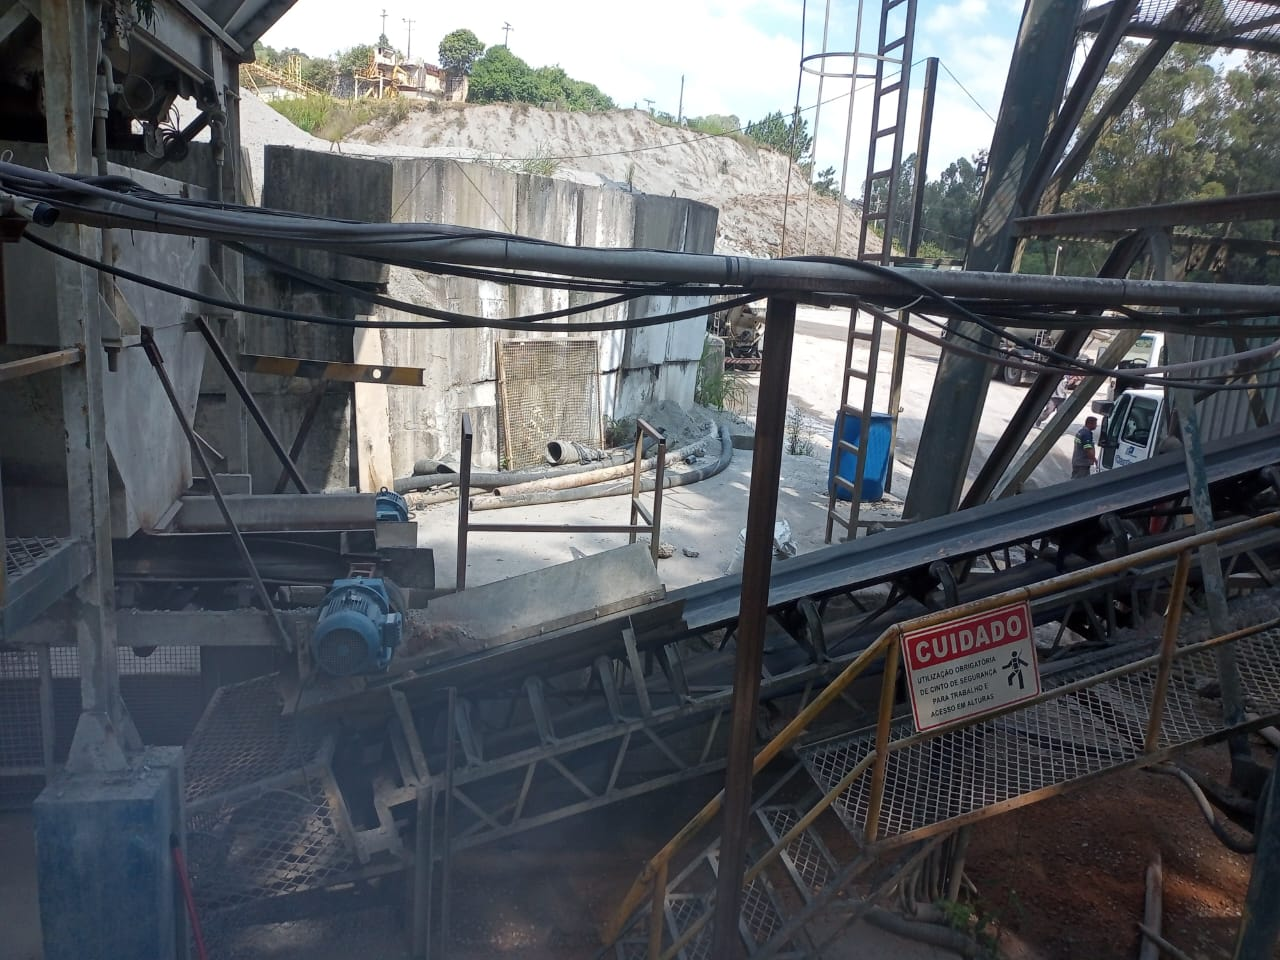 CUIDADO
UTILIZAÇÃO OBRIGATÓRIA
DE CINTO DE SEGURANÇA
PARA TRABALHO E
ACESSO EM ALTURAS